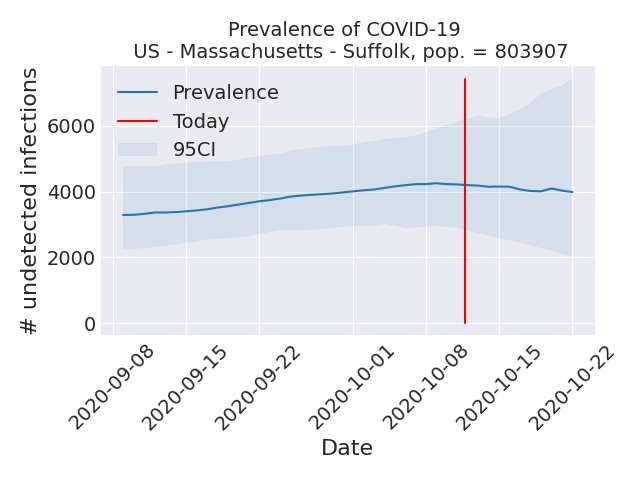 Prevalence of COVID-19
US - Massachusetts - Suffolk, pop. = 803907
# undetected infections
6000
4000
2000
0
Prevalence
Today
95CI
2020-09-08
2020-09-15
2020-09-22
2020-10-01
2020-10-08
2020-10-15
2020-10-22
Date